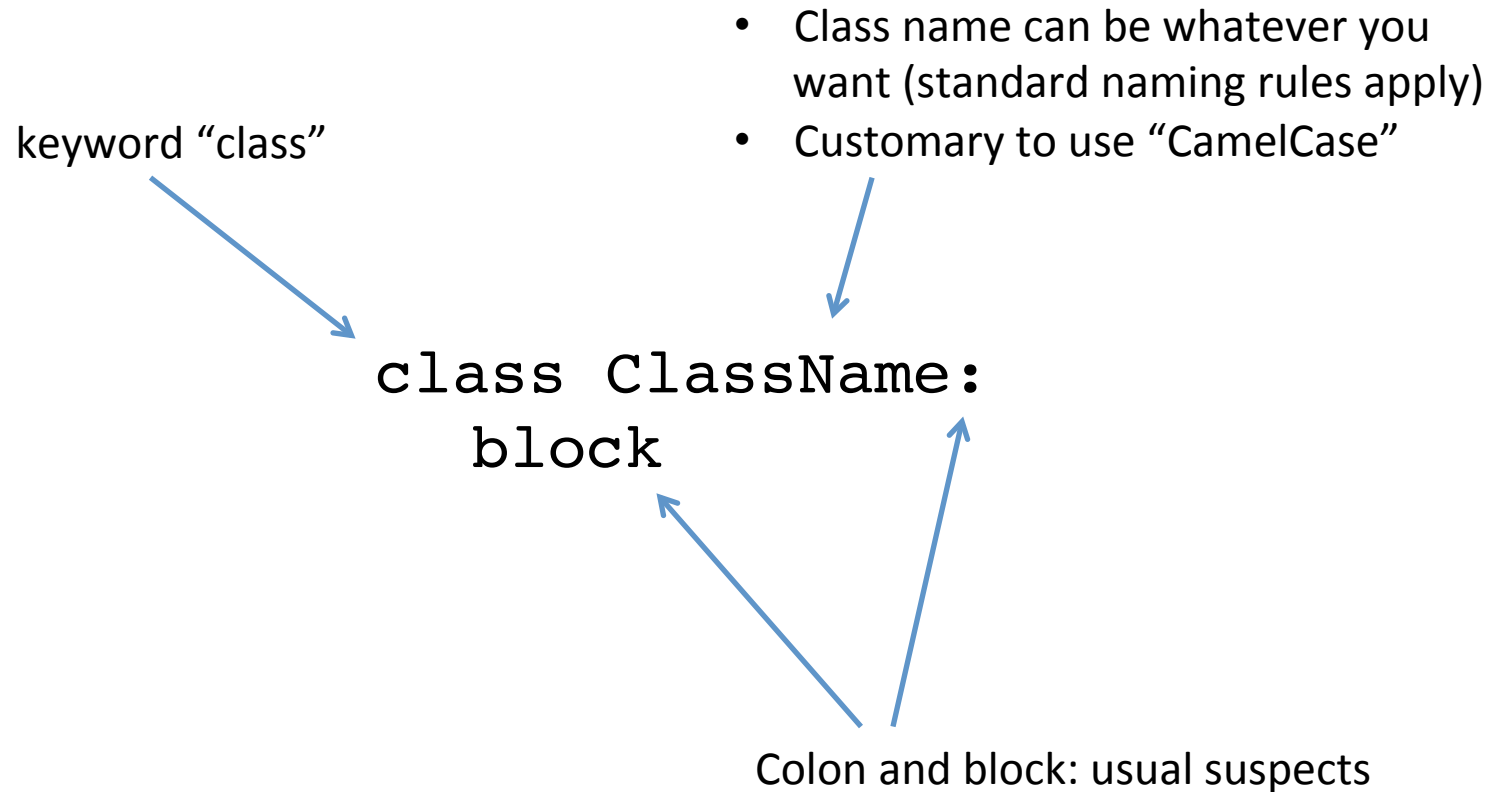 • Class name can be whatever you
want (standard naming rules apply)
• Customary to use “CamelCase”
keyword “class”
class ClassName:
block
Colon and block: usual suspects